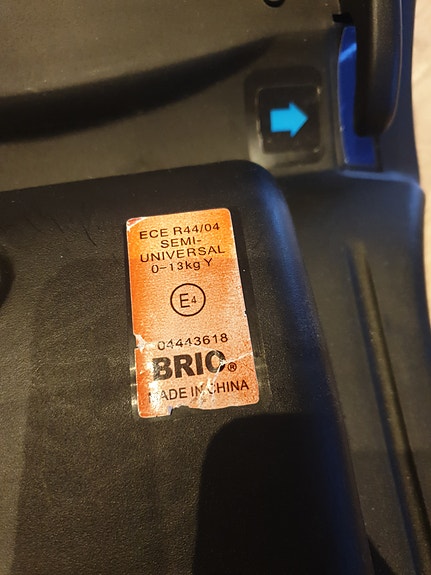 ECE R44/04
SEMI-
UNIVERSAL
0-13kg Y
E4
04443618
BRIO®
MADE IN CHINA